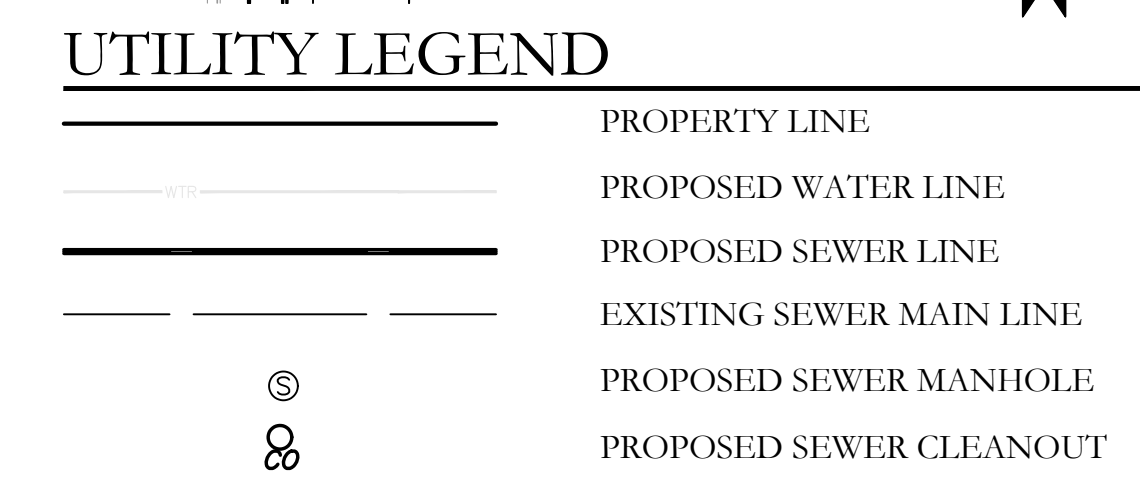 UTILITY LEGEND
PROPERTY LINE
WTR PROPOSED WATER LINE
PROPOSED SEWER LINE
EXISTING SEWER MAIN LINE
S PROPOSED SEWER MANHOLE
CO PROPOSED SEWER CLEANOUT